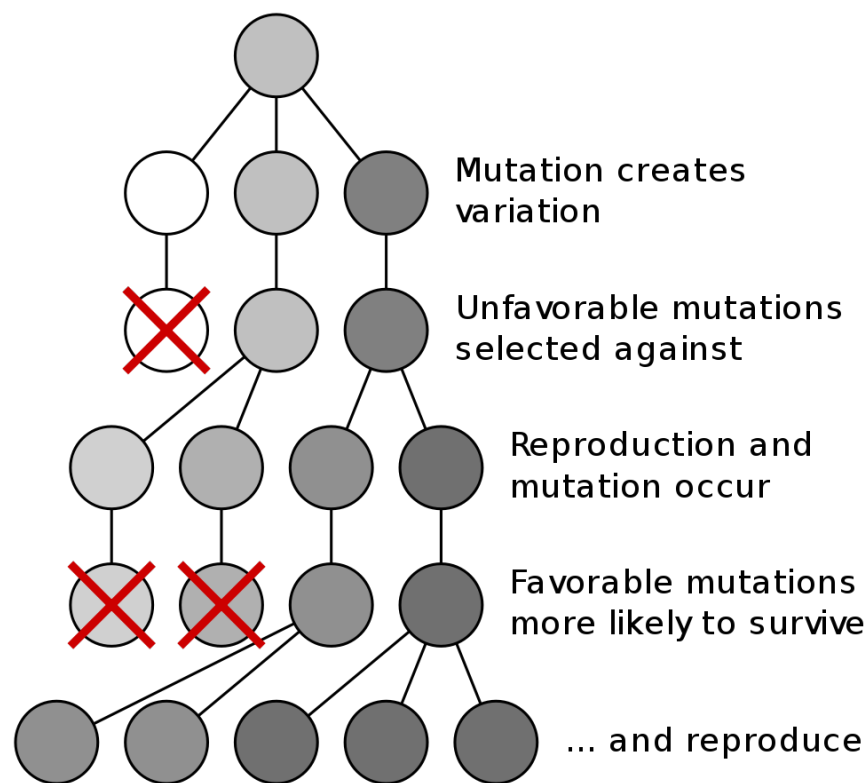 Mutation creates
variation
Unfavorable mutations
selected against
Reproduction and
mutation occur
Favorable mutations
more likely to survive
... and reproduce